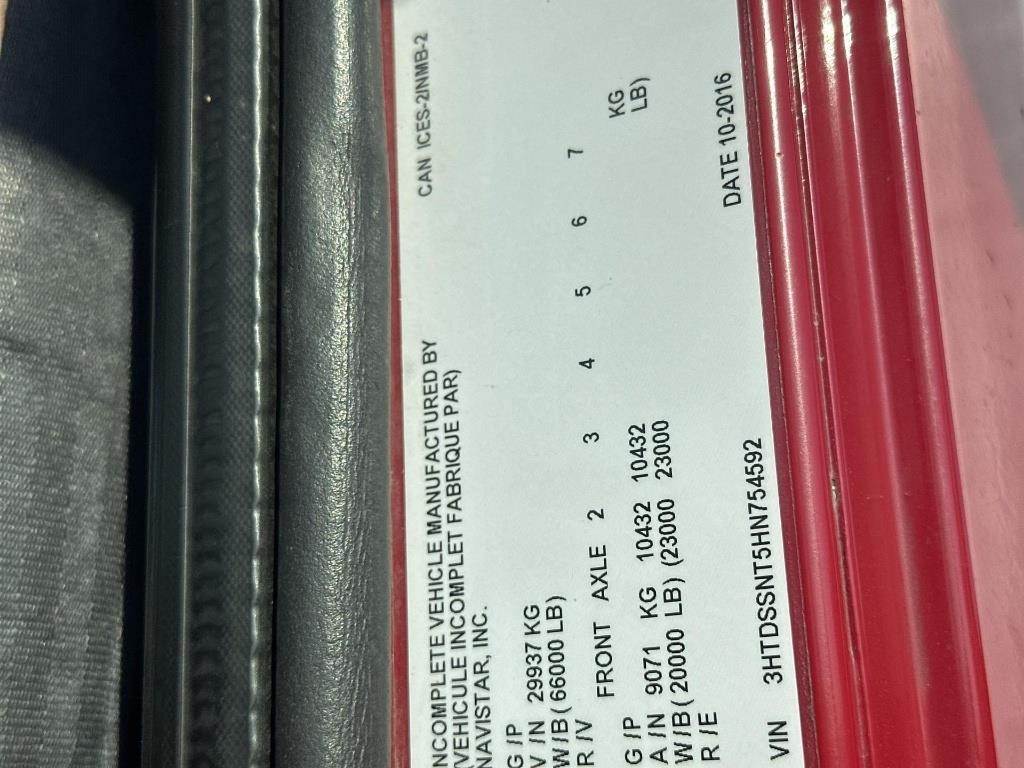 INCOMPLETE VEHICLE MANUFACTURED BY CAN ICES-2/NMB-2
(VEHICULE INCOMPLET FABRIQUE PAR)
NAVISTAR, INC.
G /P
V /N 29937 KG
W/B( 66000 LB)
R /V FRONT AXLE 2 3 4 5 6 7
G /P
A /N 9071 KG 10432 10432 KG
W/B( 20000 LB) (23000 23000 LB)
R /E DATE 10-2016
VIN 3HTDSSNT5HN754592